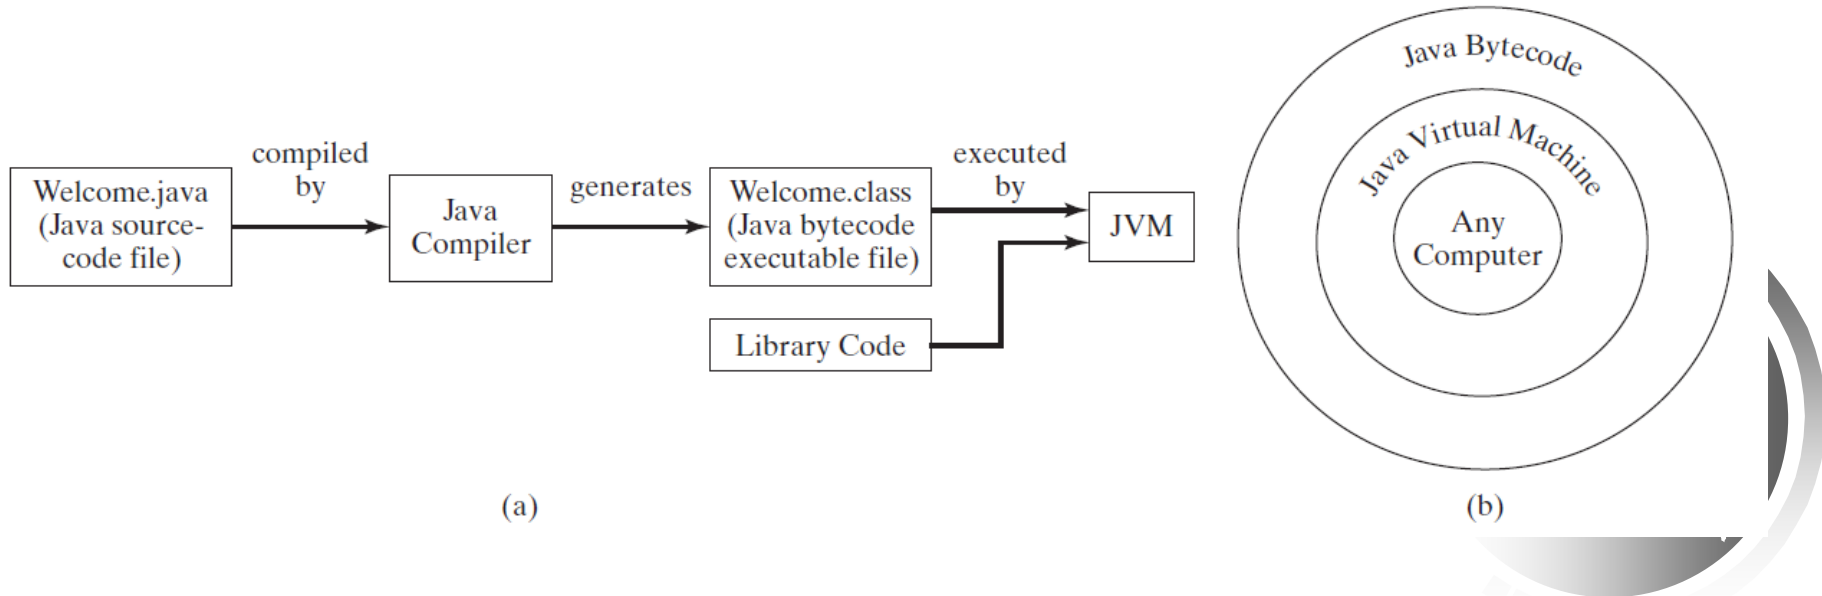 Welcome.java
(Java source-
code file)
compiled
by
Java
Compiler
generates
Welcome.class
(Java bytecode
executable file)
executed
by
JVM
Library Code
(a)
Java Bytecode
Java Virtual Machine
Any
Computer
(b)